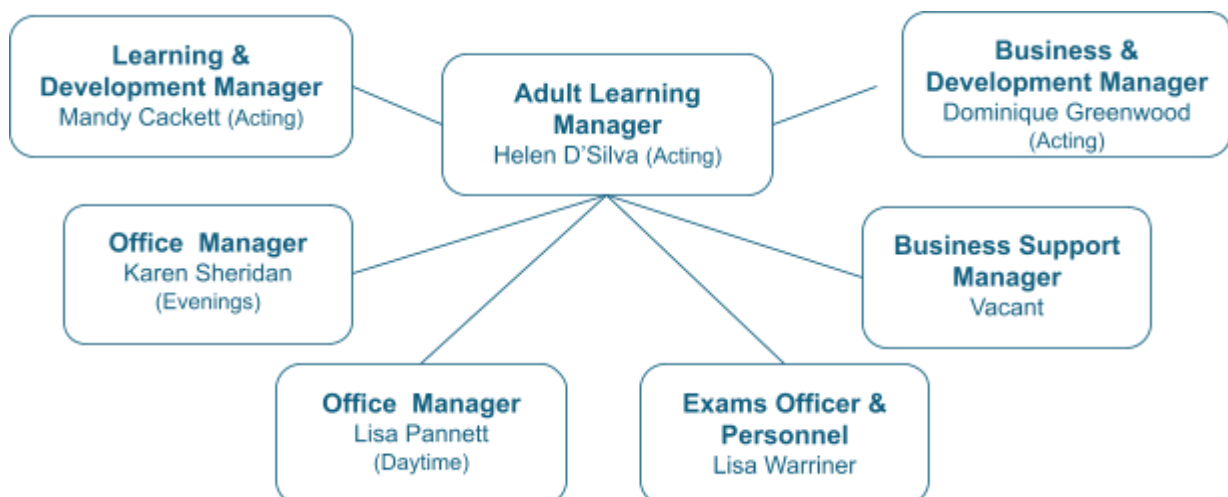 Learning &
Development Manager
Mandy Cackett (Acting)
Adult Learning
Manager
Helen D’Silva (Acting)
Business &
Development Manager
Dominique Greenwood
(Acting)
Office  Manager
Karen Sheridan
(Evenings)
Business Support
Manager
Vacant
Office  Manager
Lisa Pannett
(Daytime)
Exams Officer &
Personnel
Lisa Warriner